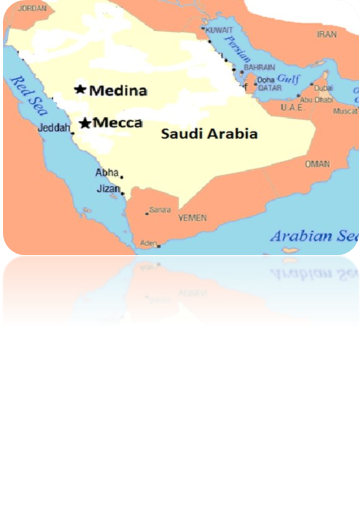 JORDAN
KUWAIT
IRAN
Persian
Gulf
BAHRAIN
Doha
QATAR
Dubai
Abu Dhabi
U.A.E.
Muscat
Red Sea
Medina
Mecca
Jeddah
Saudi Arabia
OMAN
Abha
Jizan
Sana'a
YEMEN
Aden
Arabian Sea